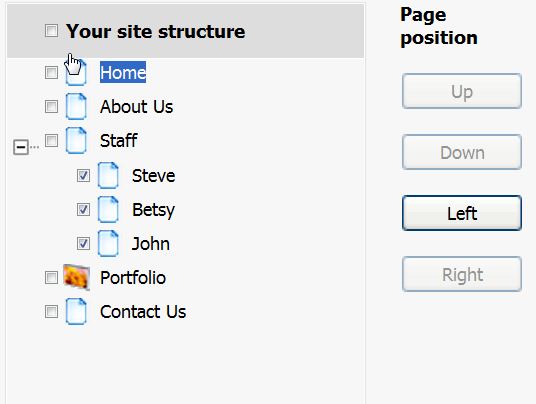 Your site structure
Home
About Us
Staff
Steve
Betsy
John
Portfolio
Contact Us
Page
position
Up
Down
Left
Right